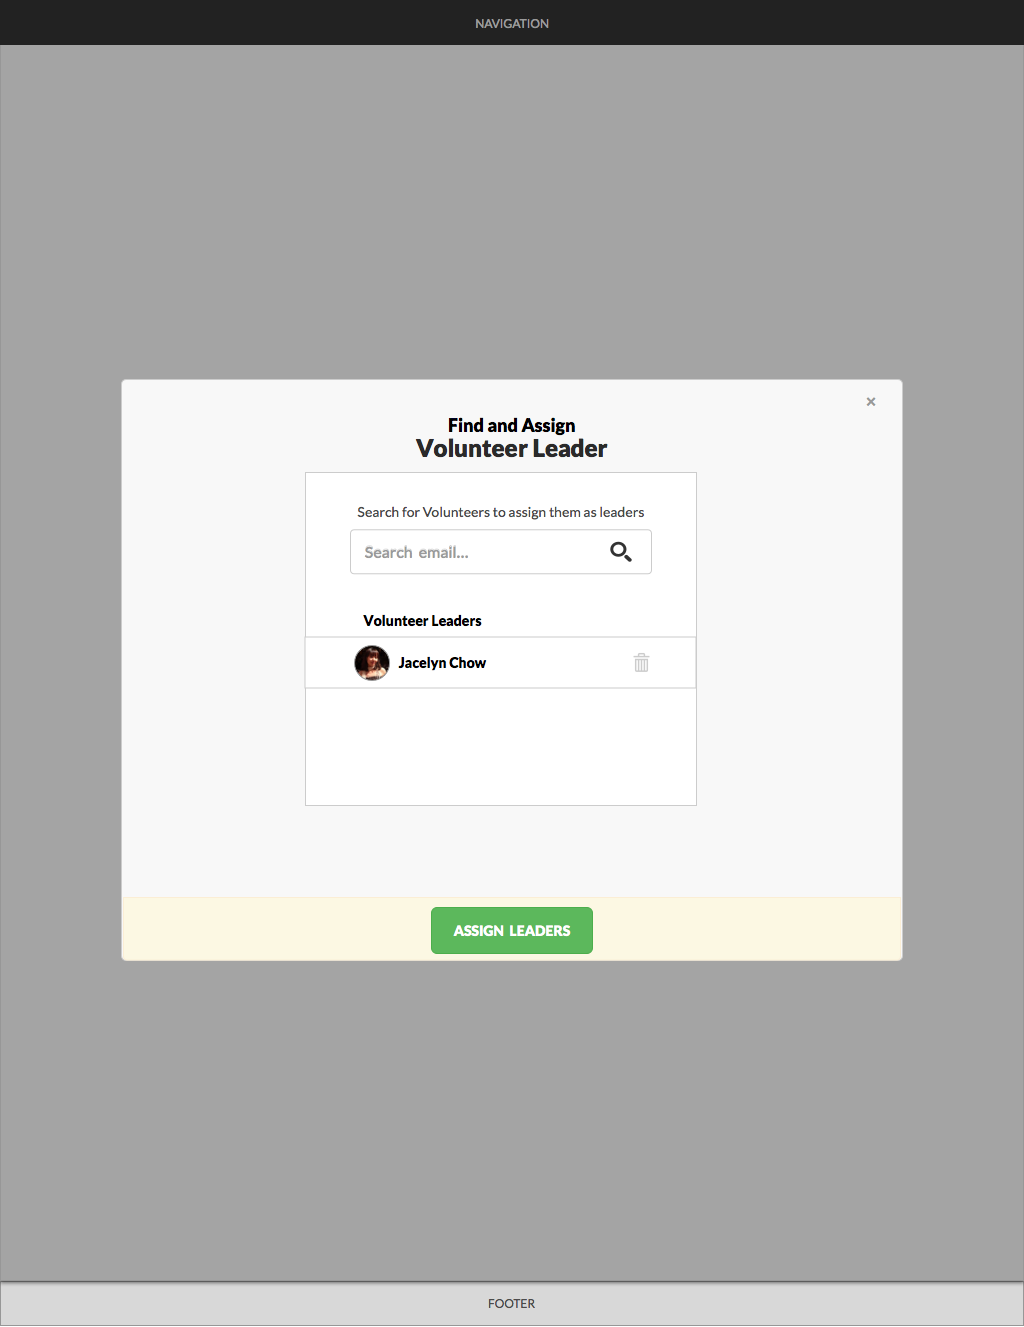 NAVIGATION
×
Find and Assign
Volunteer Leader
Search for Volunteers to assign them as leaders
Search email...
Volunteer Leaders
Jacelyn Chow
ASSIGN LEADERS
FOOTER